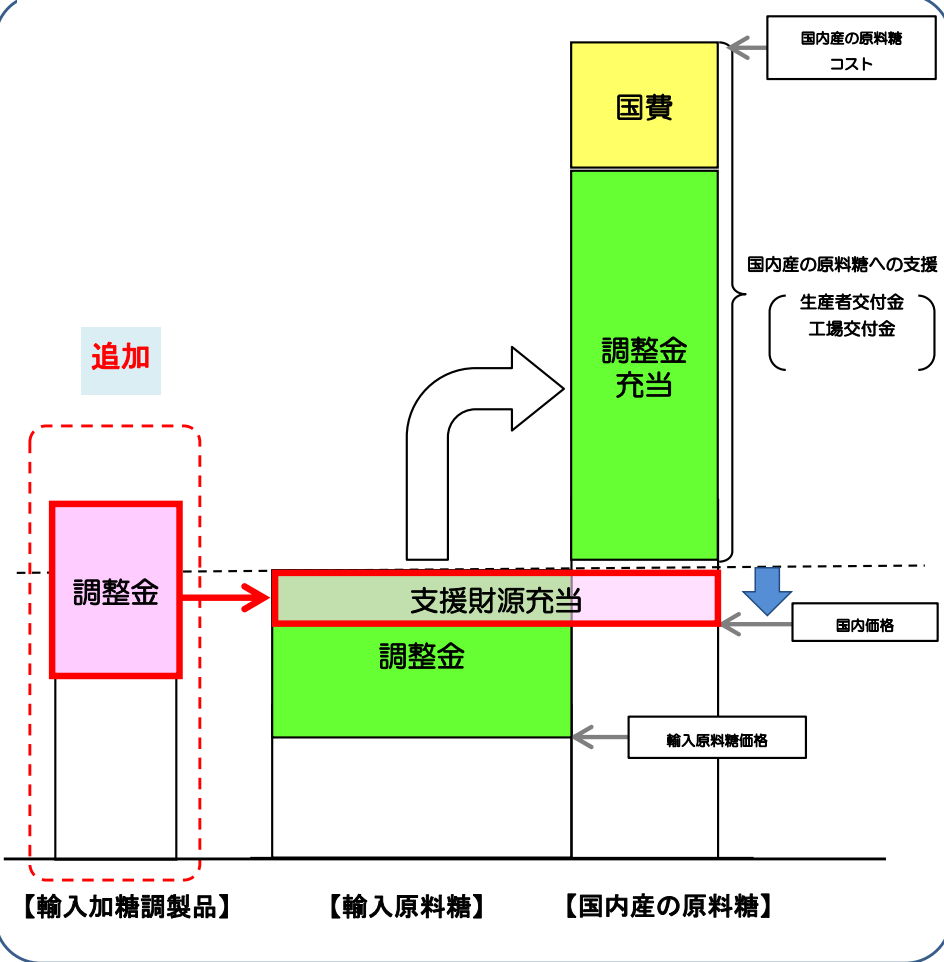 国内産の原料糖
コスト
国費
国内産の原料糖への支援
生産者交付金
工場交付金
調整金
充当
追加
調整金
支援財源充当
調整金
国内価格
輸入原料糖価格
【輸入加糖調製品】
【輸入原料糖】
【国内産の原料糖】